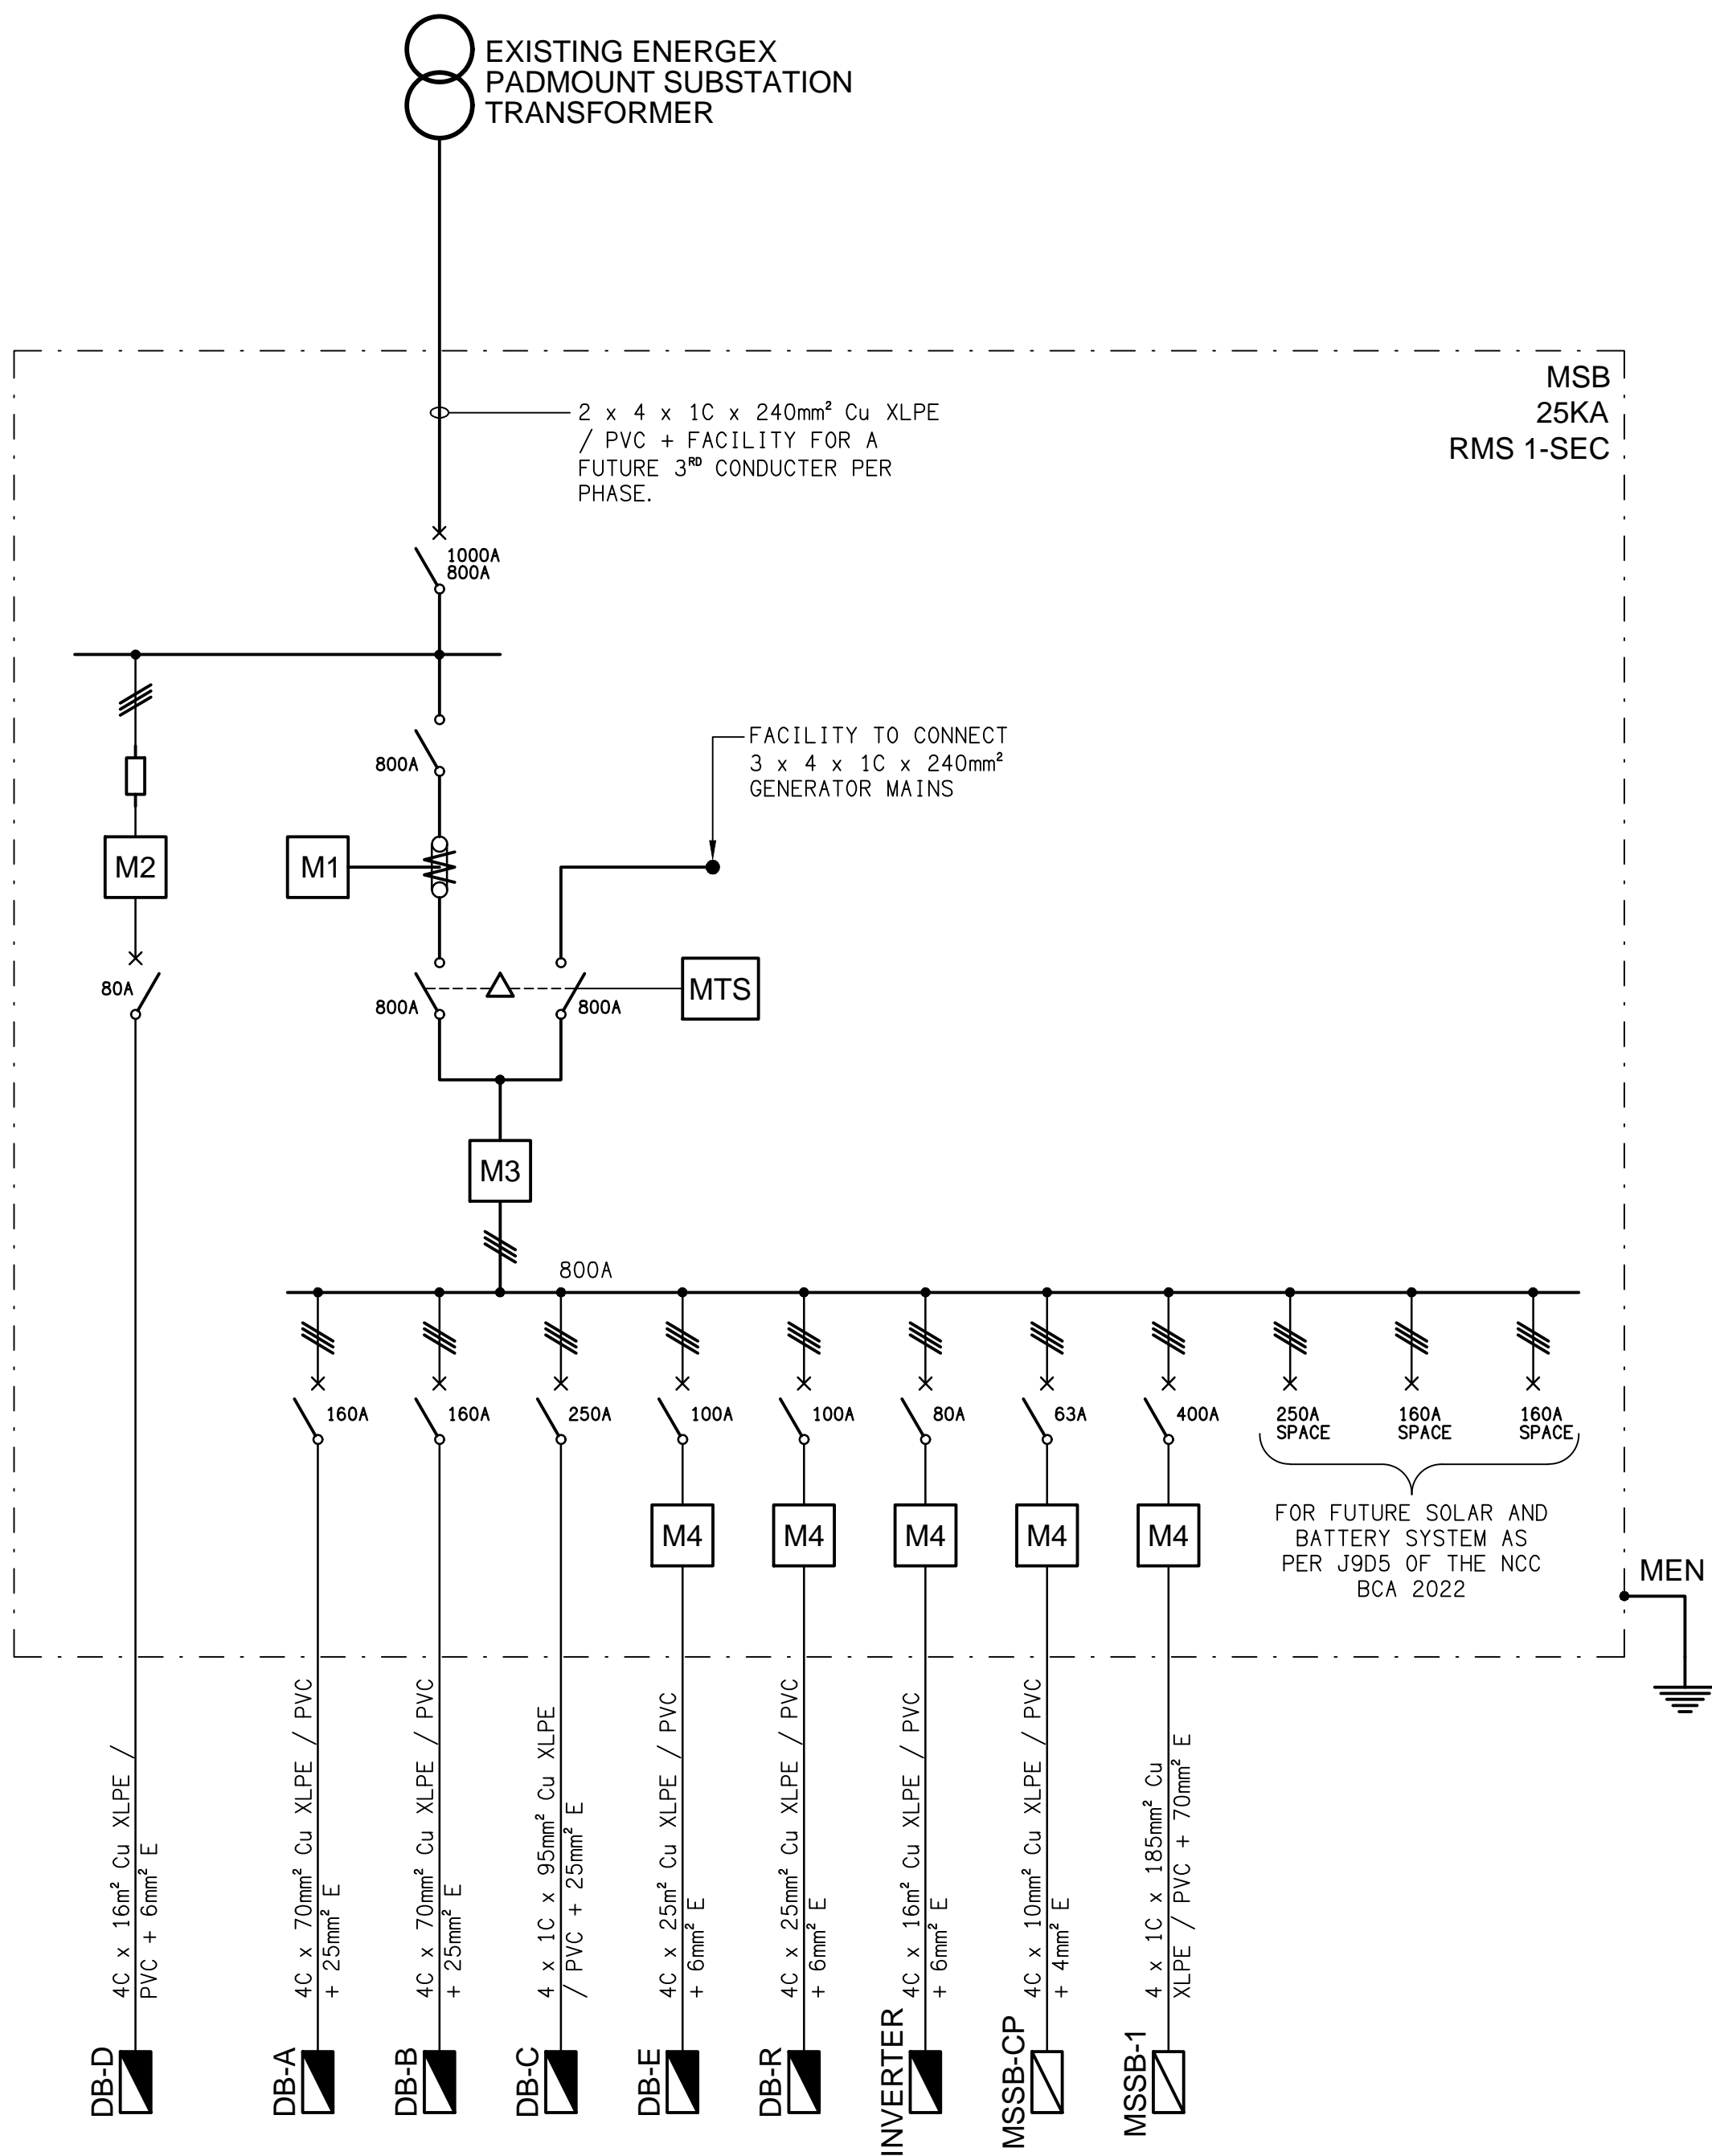 EXISTING ENERGEX
PADMOUNT SUBSTATION
TRANSFORMER
MSB
25KA
RMS 1-SEC
2 x 4 x 1C x 240mm² Cu XLPE
/ PVC + FACILITY FOR A
FUTURE 3ᴿᴰ CONDUCTER PER
PHASE.
1000A
800A
800A
FACILITY TO CONNECT
3 x 4 x 1C x 240mm²
GENERATOR MAINS
M2
M1
80A
800A
800A
MTS
M3
800A
160A
160A
250A
100A
100A
80A
63A
400A
250A
SPACE
160A
SPACE
160A
SPACE
M4
M4
M4
M4
M4
FOR FUTURE SOLAR AND
BATTERY SYSTEM AS
PER J9D5 OF THE NCC
BCA 2022
MEN
4C x 16m² Cu XLPE /
PVC + 6mm² E
4C x 70mm² Cu XLPE / PVC
+ 25mm² E
4C x 70mm² Cu XLPE / PVC
+ 25mm² E
4 x 1C x 95mm² Cu XLPE
/ PVC + 25mm² E
4C x 25m² Cu XLPE / PVC
+ 6mm² E
4C x 25mm² Cu XLPE / PVC
+ 6mm² E
4C x 16m² Cu XLPE / PVC
+ 6mm² E
4C x 10mm² Cu XLPE / PVC
+ 4mm² E
4 x 1C x 185mm² Cu
XLPE / PVC + 70mm² E
DB-D
DB-A
DB-B
DB-C
DB-E
DB-R
INVERTER
MSSB-CP
MSSB-1